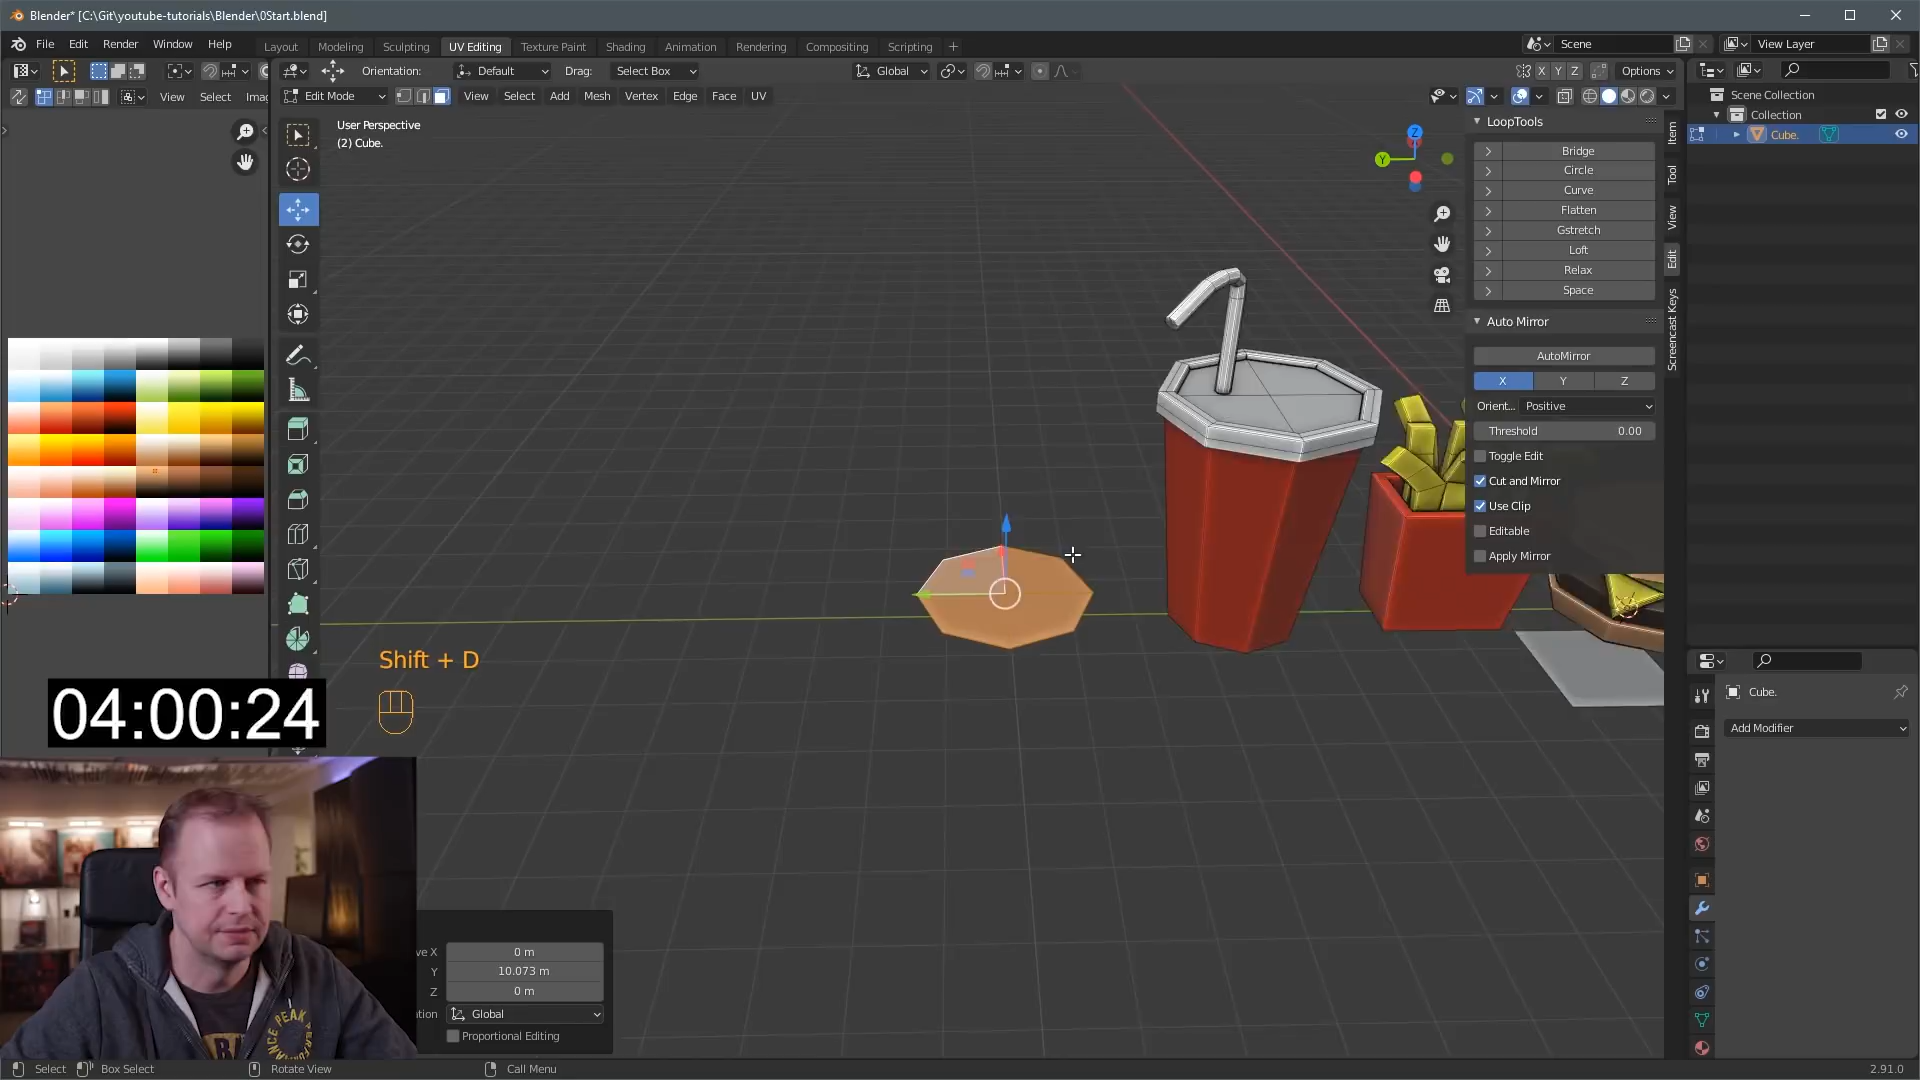 Blender* [C:\Git\youtube-tutorials\Blender\0Start.blend]
File Edit Render Window Help
Layout Modeling Sculpting UV Editing Texture Paint Shading Animation Rendering Compositing Scripting +
Scene
View Layer
Orientation: Default Drag: Select Box
Global
X Y Z Options
View Select Imag
Edit Mode View Select Add Mesh Vertex Edge Face UV
User Perspective
(2) Cube.
Z
Y
LoopTools
Bridge
Circle
Curve
Flatten
Gstretch
Loft
Relax
Space
Auto Mirror
AutoMirror
X Y Z
Orient... Positive
Threshold 0.00
Toggle Edit
Cut and Mirror
Use Clip
Editable
Apply Mirror
Item
Tool
View
Edit
Screencast Keys
Scene Collection
Collection
Cube.
Cube.
Add Modifier
Shift + D
04:00:24
ve X 0 m
Y 10.073 m
Z 0 m
tion Global
Proportional Editing
Select Box Select Rotate View Call Menu
2.91.0